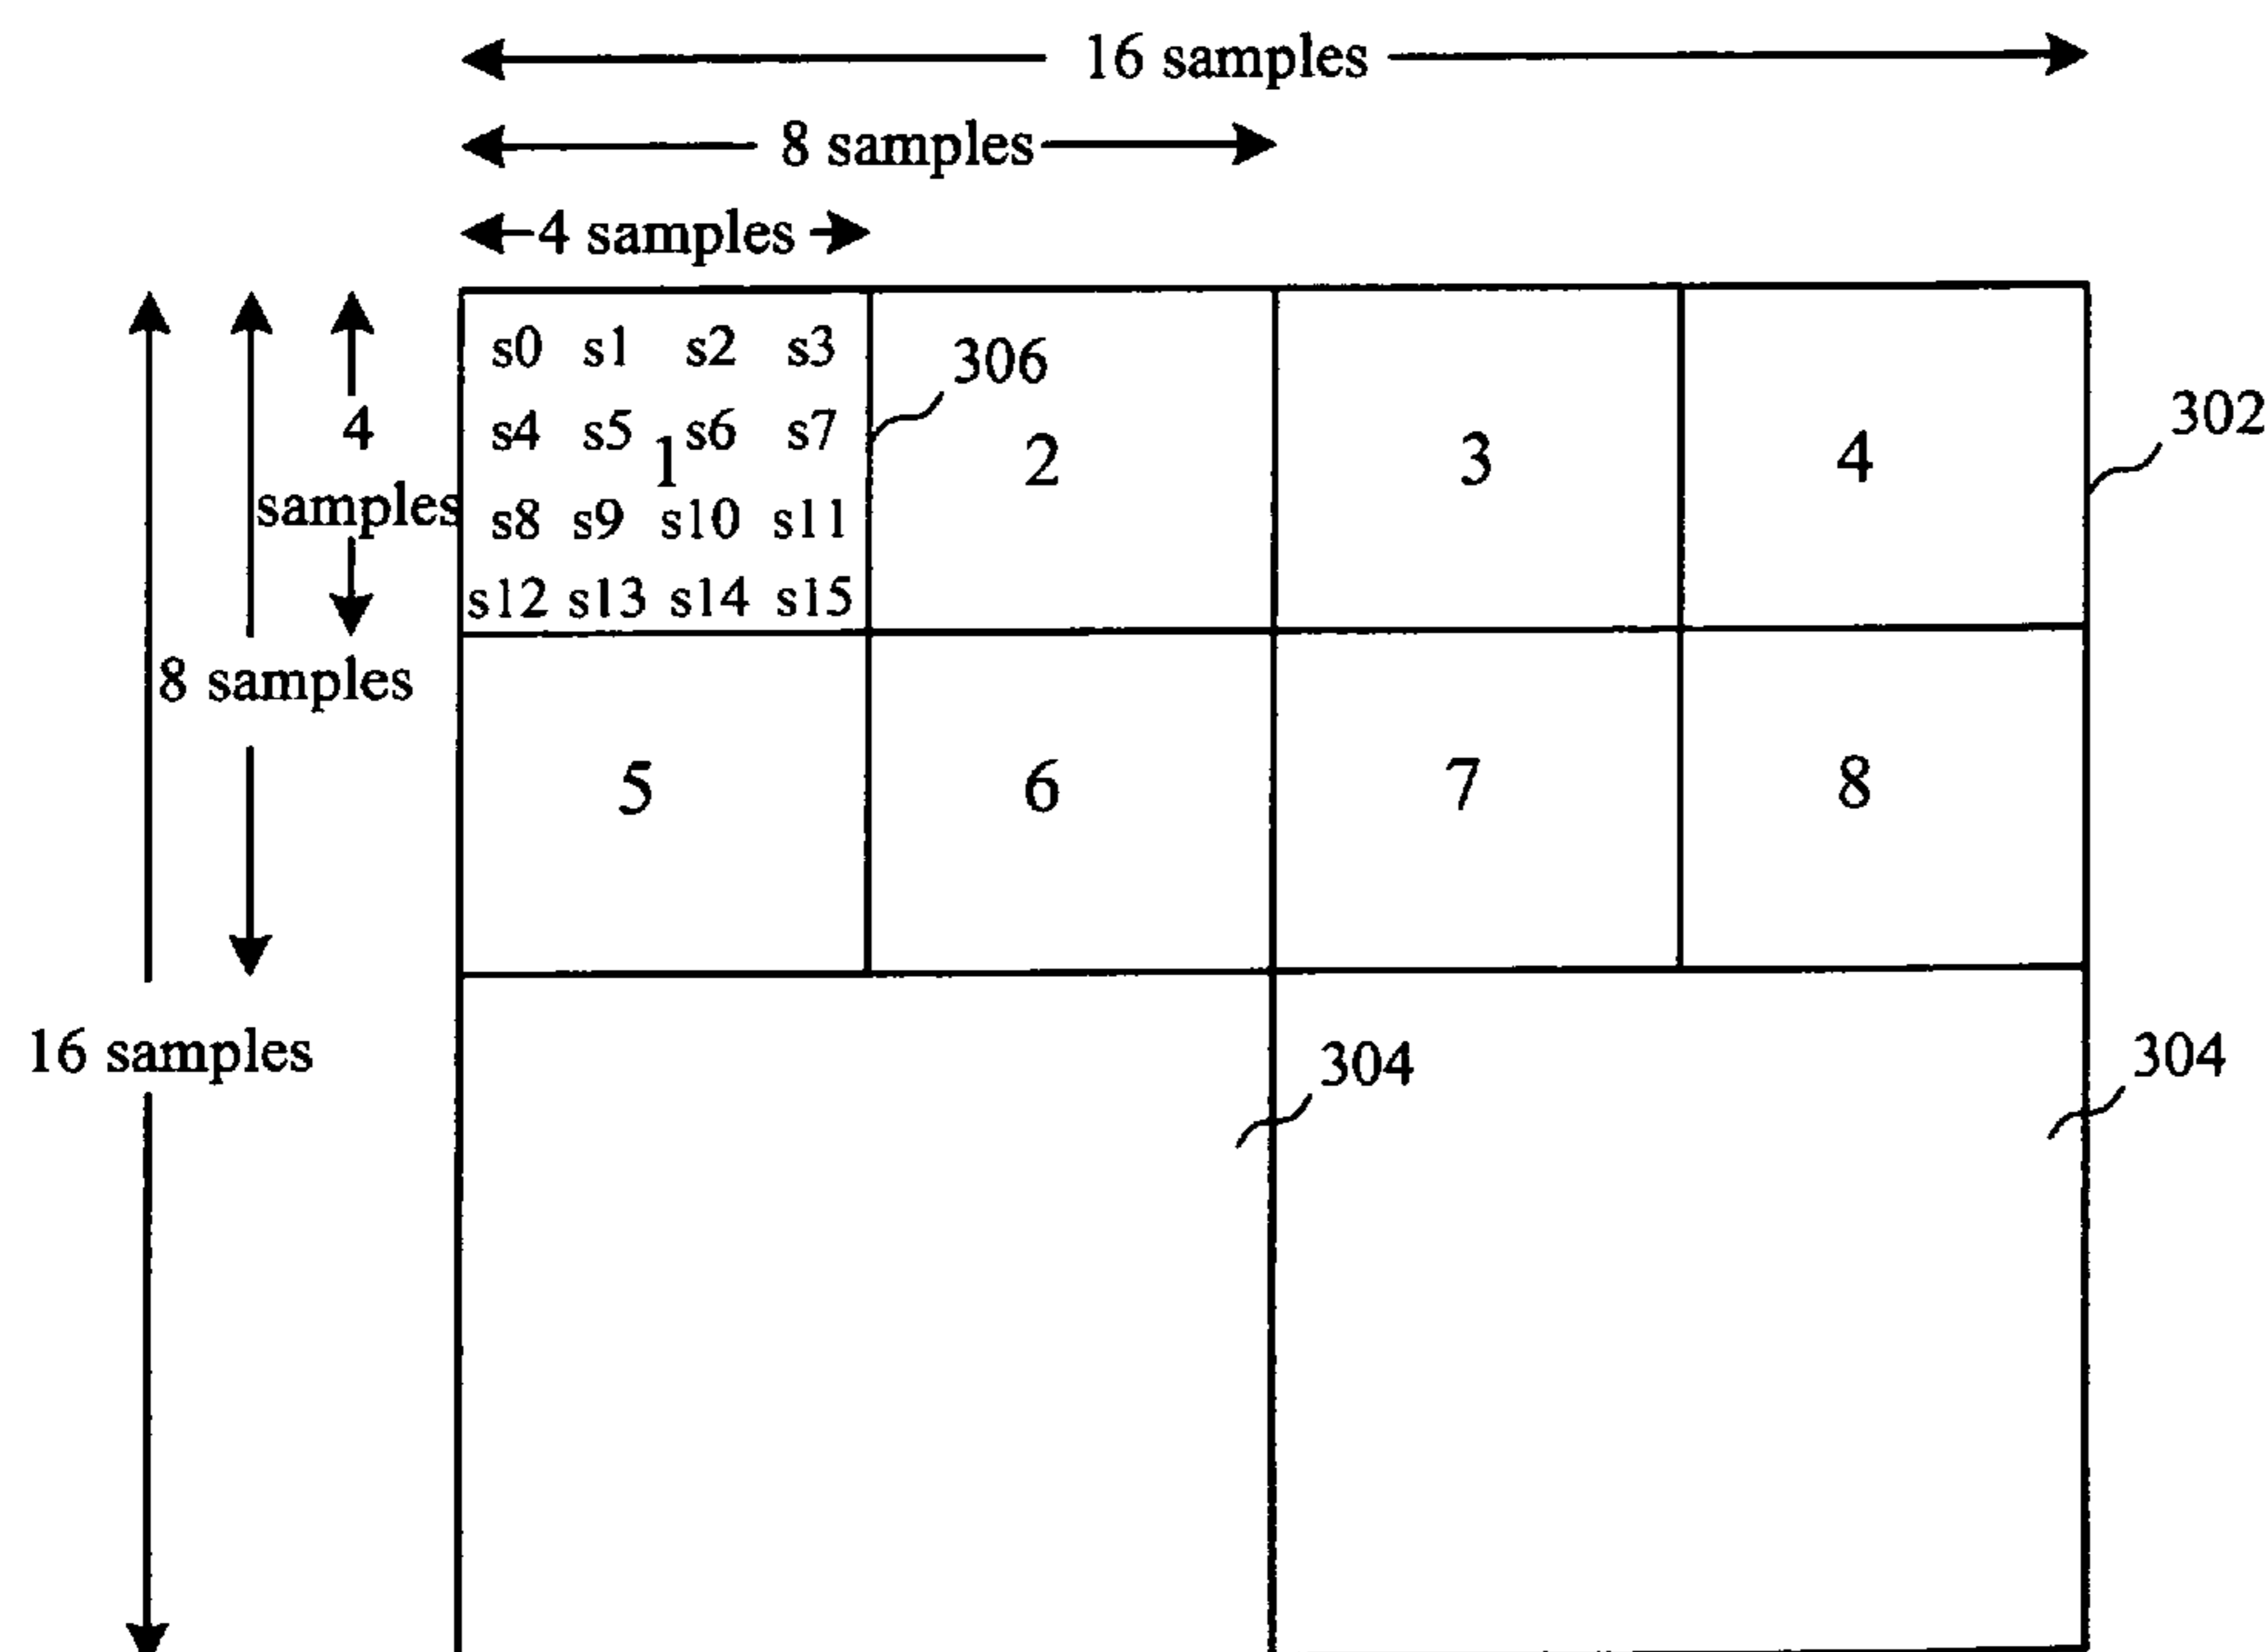 16 samples
8 samples
4 samples
s0 s1 s2 s3
306
302
s4 s5 s6 s7
4
1
2
3
4
samples
s8 s9 s10 s11
s12 s13 s14 s15
8 samples
5
6
7
8
16 samples
304
304